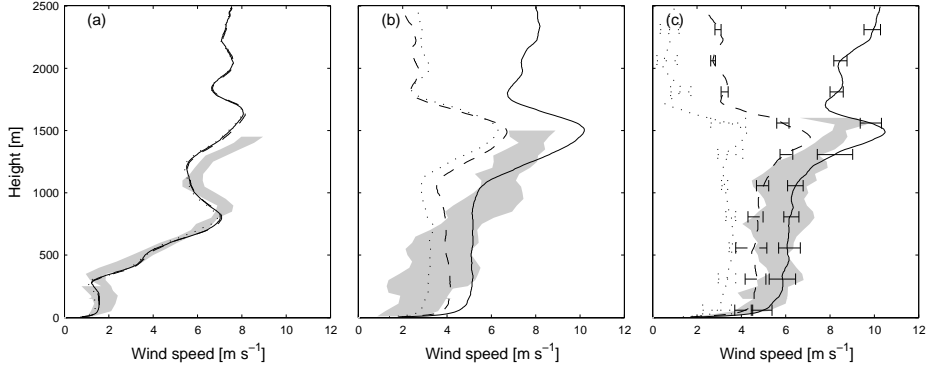 (a) (b) (c)
2500
2000
1500
1000
500
0
Height [m]
0 2 4 6 8 10 12 0 2 4 6 8 10 12 0 2 4 6 8 10 12
Wind speed [m s⁻¹] Wind speed [m s⁻¹] Wind speed [m s⁻¹]